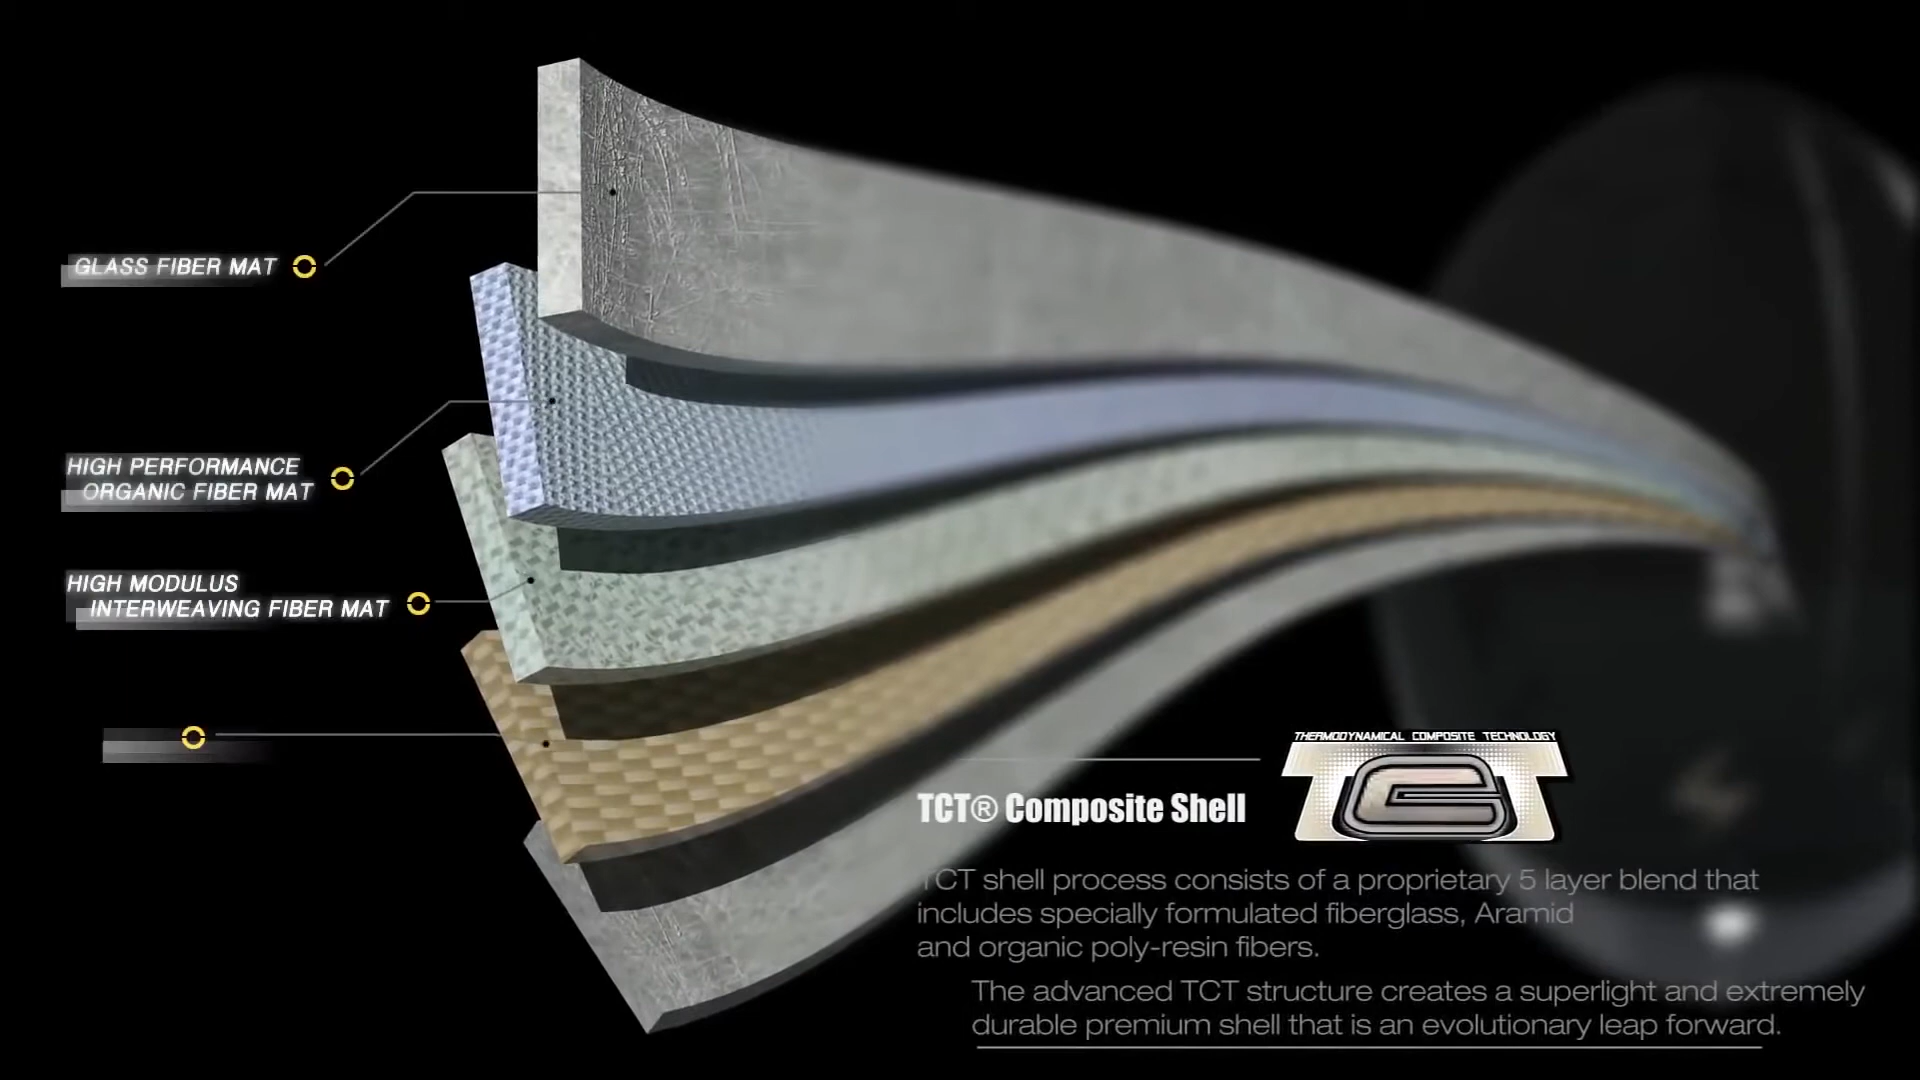 GLASS FIBER MAT
HIGH PERFORMANCE
ORGANIC FIBER MAT
HIGH MODULUS
INTERWEAVING FIBER MAT
THERMODYNAMICAL COMPOSITE TECHNOLOGY
TCT
TCT® Composite Shell
TCT shell process consists of a proprietary 5 layer blend that
includes specially formulated fiberglass, Aramid
and organic poly-resin fibers.
The advanced TCT structure creates a superlight and extremely
durable premium shell that is an evolutionary leap forward.